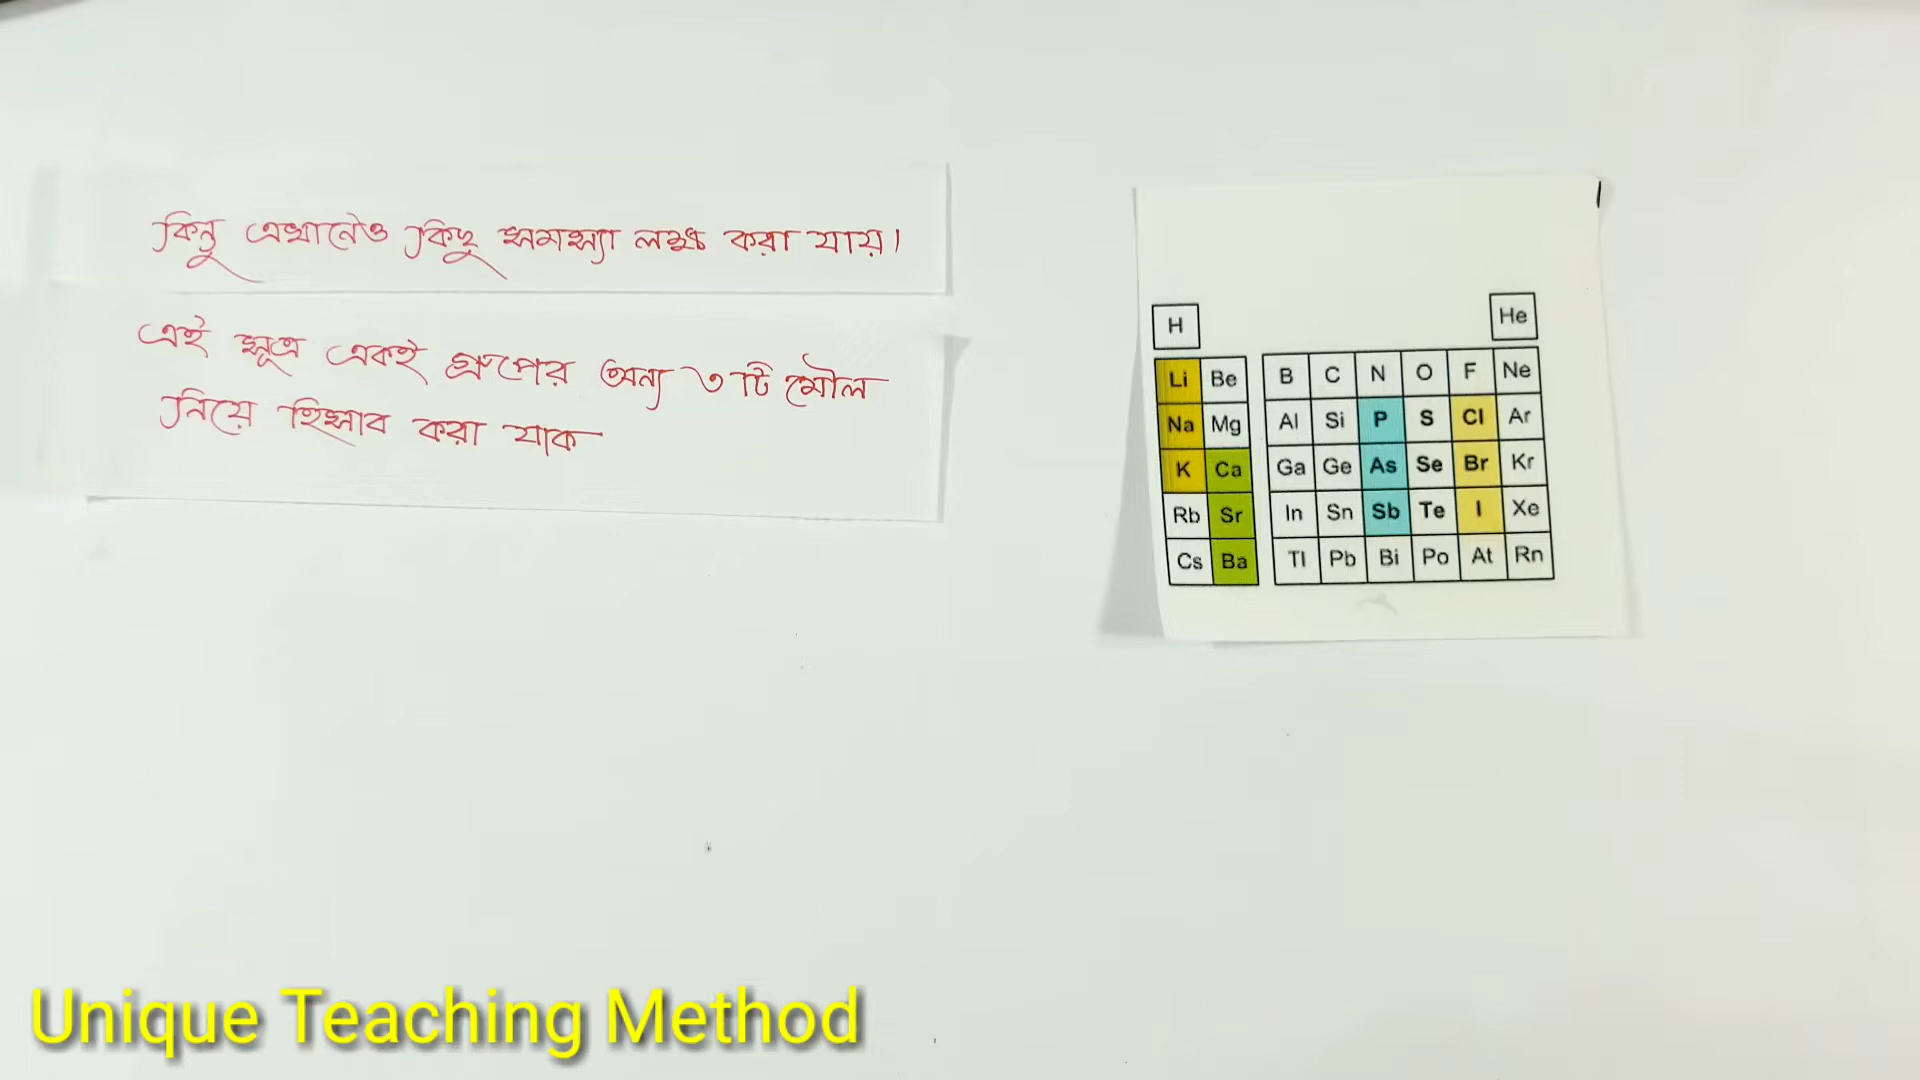 কিন্তু এখানেও কিছু সমস্যা লক্ষ্য করা যায়।
এই সূত্র একই গ্রুপের অন্য ৩ টি মৌল
নিয়ে হিসাব করা যাক
H He
Li Be B C N O F Ne
Na Mg Al Si P S Cl Ar
K Ca Ga Ge As Se Br Kr
Rb Sr In Sn Sb Te I Xe
Cs Ba Tl Pb Bi Po At Rn
Unique Teaching Method